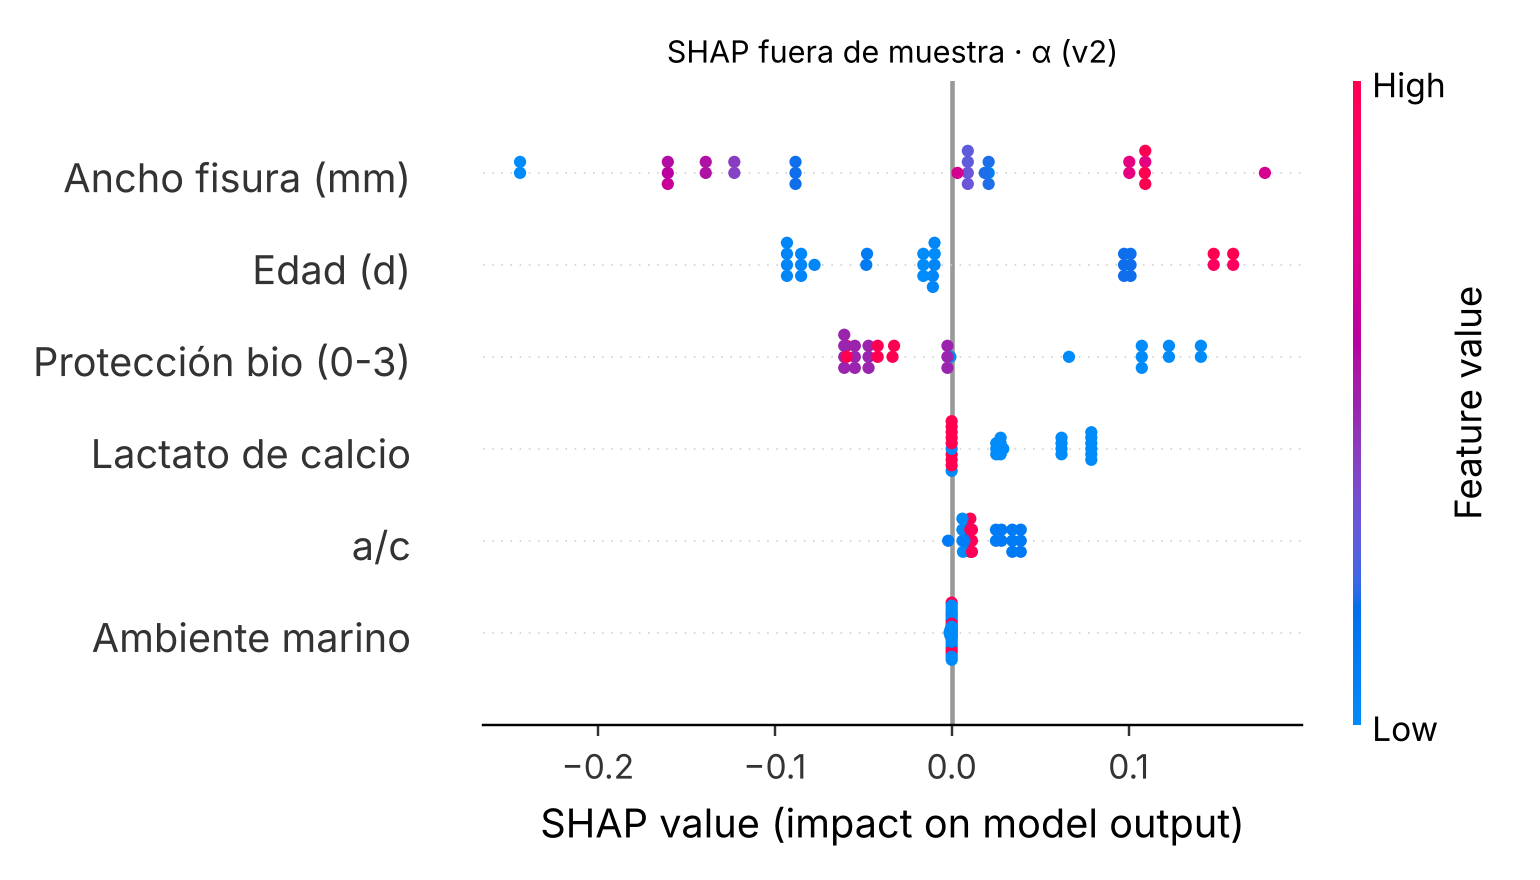 SHAP fuera de muestra · α (v2)
High
Ancho fisura (mm)
Edad (d)
Protección bio (0-3)
Lactato de calcio
a/c
Ambiente marino
Feature value
Low
−0.2
−0.1
0.0
0.1
SHAP value (impact on model output)